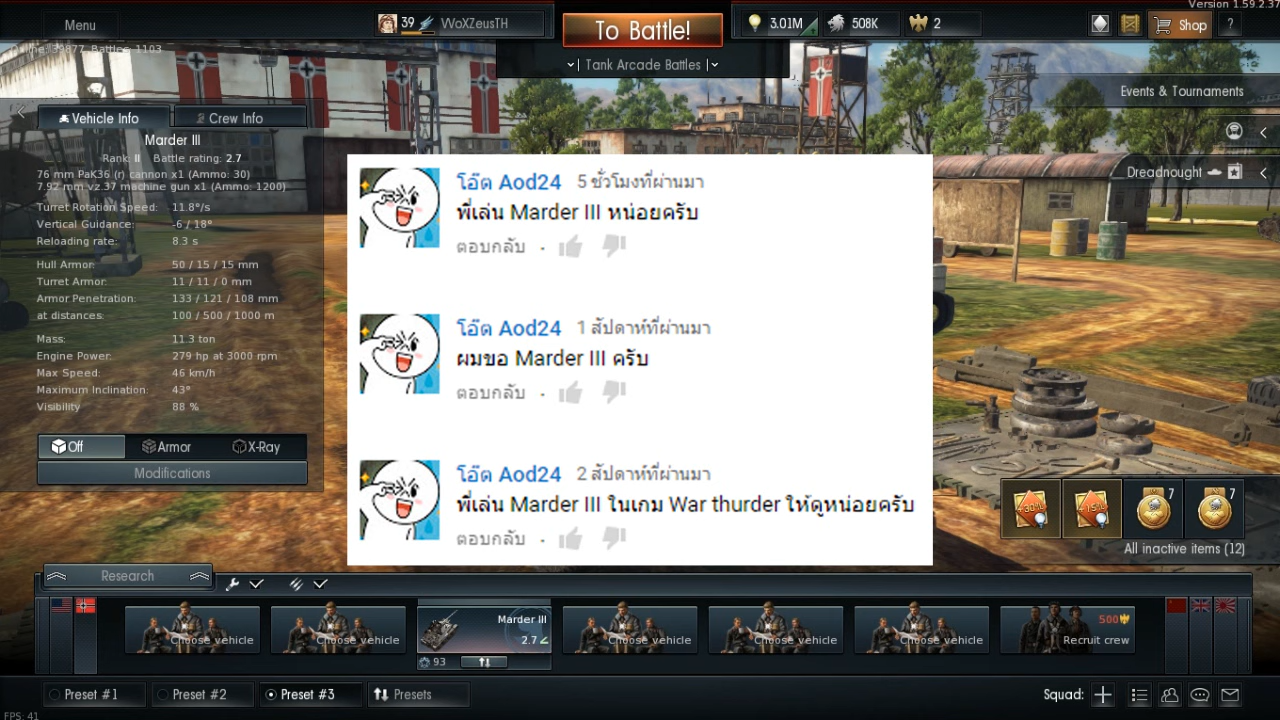 Version 1.59.2.37
Menu
39 VoXZeusTH
To Battle!
3.01M
508K
2
Shop
?
39877, Battles: 1103
Tank Arcade Battles
Events & Tournaments
Vehicle Info
Crew Info
Marder III
Rank: II Battle rating: 2.7
76 mm PaK36 (r) cannon x1 (Ammo: 30)
7.92 mm vz.37 machine gun x1 (Ammo: 1200)
Turret Rotation Speed: 11.8°/s
Vertical Guidance: -6 / 18°
Reloading rate: 8.3 s
Hull Armor: 50 / 15 / 15 mm
Turret Armor: 11 / 11 / 0 mm
Armor Penetration: 133 / 121 / 108 mm
at distances: 100 / 500 / 1000 m
Mass: 11.3 ton
Engine Power: 279 hp at 3000 rpm
Max Speed: 46 km/h
Maximum Inclination: 43°
Visibility 88 %
Off
Armor
X-Ray
Modifications
Dreadnought
โอ๊ต Aod24 5 ชั่วโมงที่ผ่านมา
พี่เล่น Marder III หน่อยครับ
ตอบกลับ ·
โอ๊ต Aod24 1 สัปดาห์ที่ผ่านมา
ผมขอ Marder III ครับ
ตอบกลับ ·
โอ๊ต Aod24 2 สัปดาห์ที่ผ่านมา
พี่เล่น Marder III ในเกม War thurder ให้ดูหน่อยครับ
ตอบกลับ ·
+30%
+15%
7
7
All inactive items (12)
Research
Choose vehicle
Choose vehicle
Marder III
2.7
93
Choose vehicle
Choose vehicle
Choose vehicle
500
Recruit crew
Preset #1
Preset #2
Preset #3
Presets
Squad:
FPS: 41